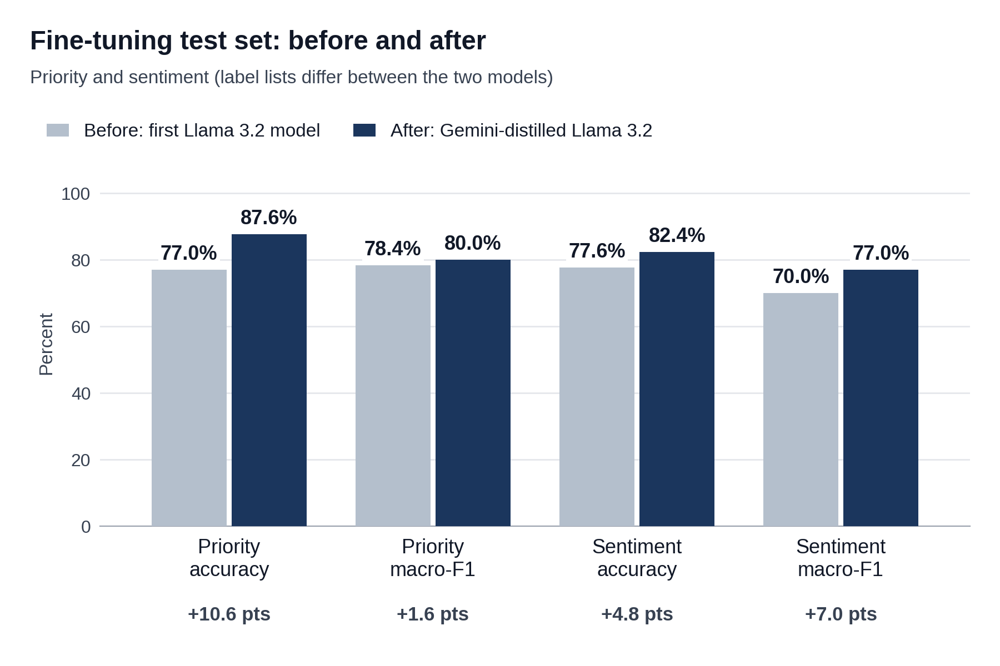 Fine-tuning test set: before and after
Priority and sentiment (label lists differ between the two models)
Before: first Llama 3.2 model
After: Gemini-distilled Llama 3.2
Percent
100
80
60
40
20
0
77.0%
87.6%
78.4%
80.0%
77.6%
82.4%
70.0%
77.0%
Priority
accuracy
Priority
macro-F1
Sentiment
accuracy
Sentiment
macro-F1
+10.6 pts
+1.6 pts
+4.8 pts
+7.0 pts